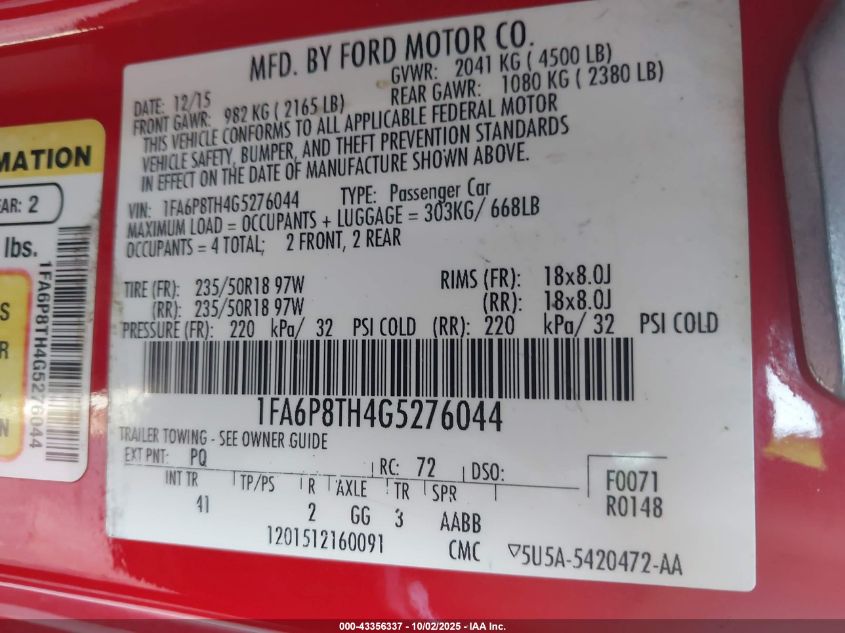 MFD. BY FORD MOTOR CO.
DATE: 12/15
GVWR: 2041 KG ( 4500 LB)
FRONT GAWR: 982 KG ( 2165 LB)
REAR GAWR: 1080 KG ( 2380 LB)
THIS VEHICLE CONFORMS TO ALL APPLICABLE FEDERAL MOTOR
VEHICLE SAFETY, BUMPER, AND THEFT PREVENTION STANDARDS
IN EFFECT ON THE DATE OF MANUFACTURE SHOWN ABOVE.
VIN: 1FA6P8TH4G5276044 TYPE: Passenger Car
MAXIMUM LOAD = OCCUPANTS + LUGGAGE = 303KG/ 668LB
OCCUPANTS = 4 TOTAL; 2 FRONT, 2 REAR
TIRE (FR): 235/50R18 97W RIMS (FR): 18x8.0J
(RR): 235/50R18 97W (RR): 18x8.0J
PRESSURE (FR): 220 kPa/ 32 PSI COLD (RR): 220 kPa/ 32 PSI COLD
1FA6P8TH4G5276044
TRAILER TOWING - SEE OWNER GUIDE
EXT PNT: PQ RC: 72 DSO:
F0071
R0148
INT TR TP/PS R AXLE TR SPR
41 2 GG 3 AABB
1201512160091 CMC ▽5U5A-5420472-AA
MATION
EAR: 2
lbs.
1FA6P8TH4G5276044
S
R
N
000-43356337 - 10/02/2025 - IAA Inc.